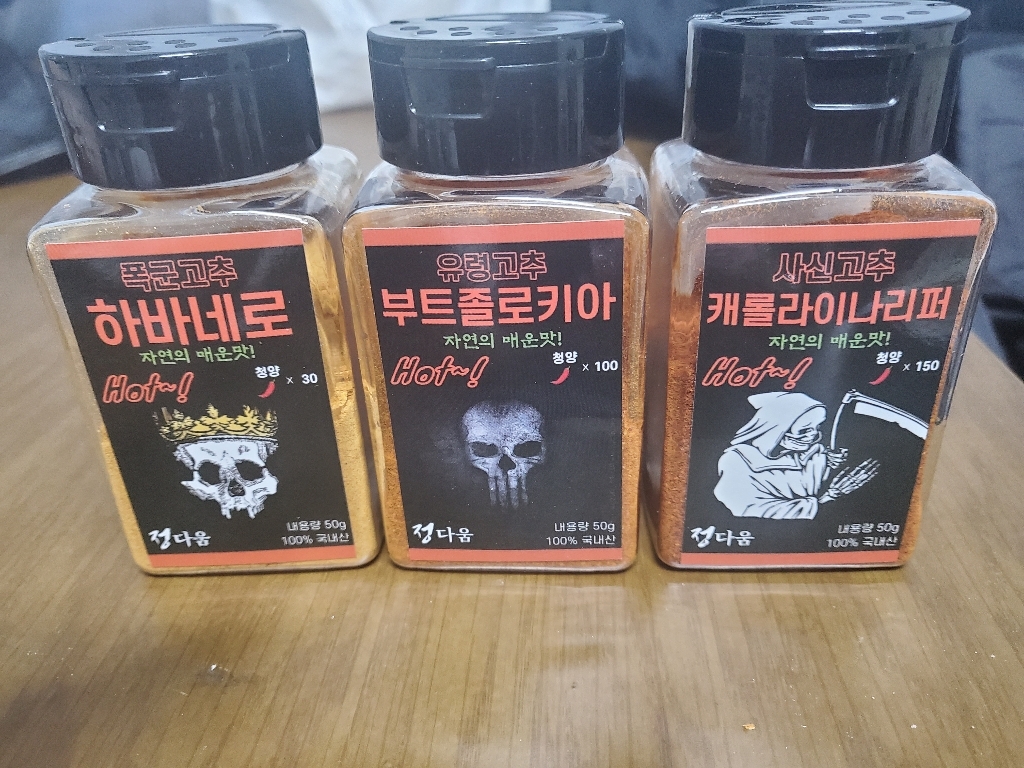 폭군고추
하바네로
자연의 매운맛!
Hot~!
청양 x 30
정다움
내용량 50g
100% 국내산
유령고추
부트졸로키아
자연의 매운맛!
Hot~!
청양 x 100
정다움
내용량 50g
100% 국내산
사신고추
캐롤라이나리퍼
자연의 매운맛!
Hot~!
청양 x 150
정다움
내용량 50g
100% 국내산